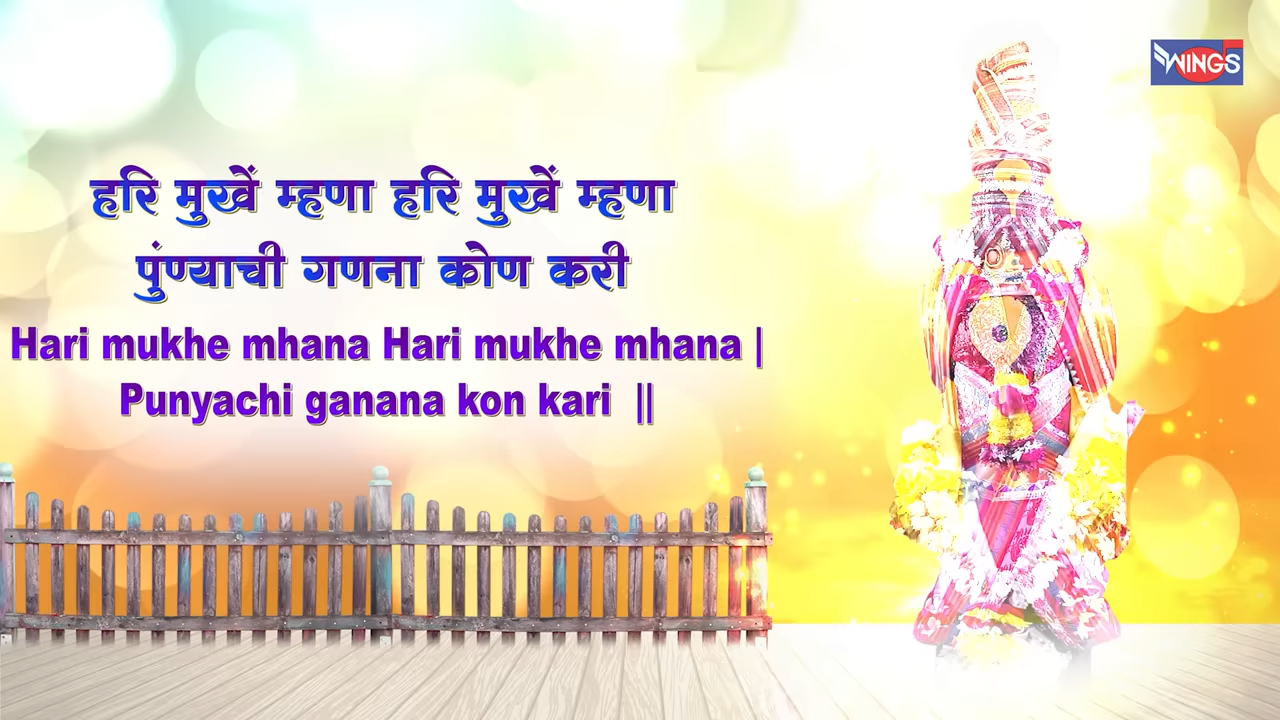 हरि मुखें म्हणा हरि मुखें म्हणा
पुंण्याची गणना कोण करी
Hari mukhe mhana Hari mukhe mhana |
Punyachi ganana kon kari ||
WINGS